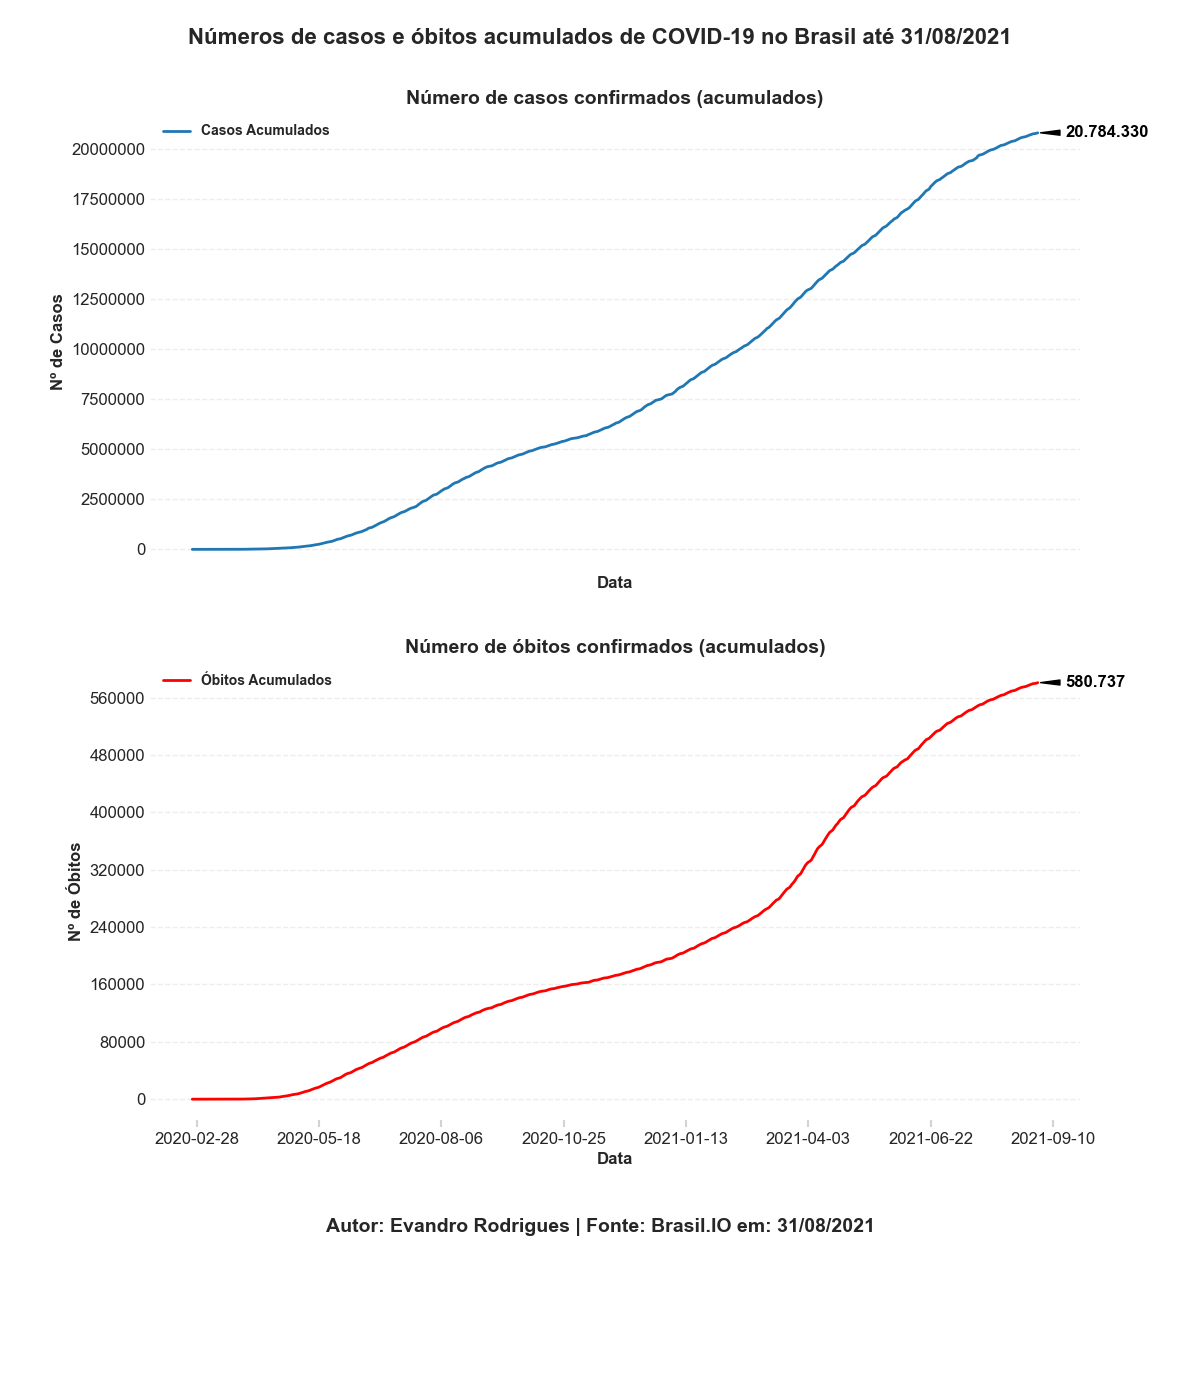 Números de casos e óbitos acumulados de COVID-19 no Brasil até 31/08/2021
Número de casos confirmados (acumulados)
Casos Acumulados
20.784.330
20000000
17500000
15000000
12500000
10000000
7500000
5000000
2500000
0
Nº de Casos
Data
Número de óbitos confirmados (acumulados)
Óbitos Acumulados
580.737
560000
480000
400000
320000
240000
160000
80000
0
Nº de Óbitos
2020-02-28 2020-05-18 2020-08-06 2020-10-25 2021-01-13 2021-04-03 2021-06-22 2021-09-10
Data
Autor: Evandro Rodrigues | Fonte: Brasil.IO em: 31/08/2021